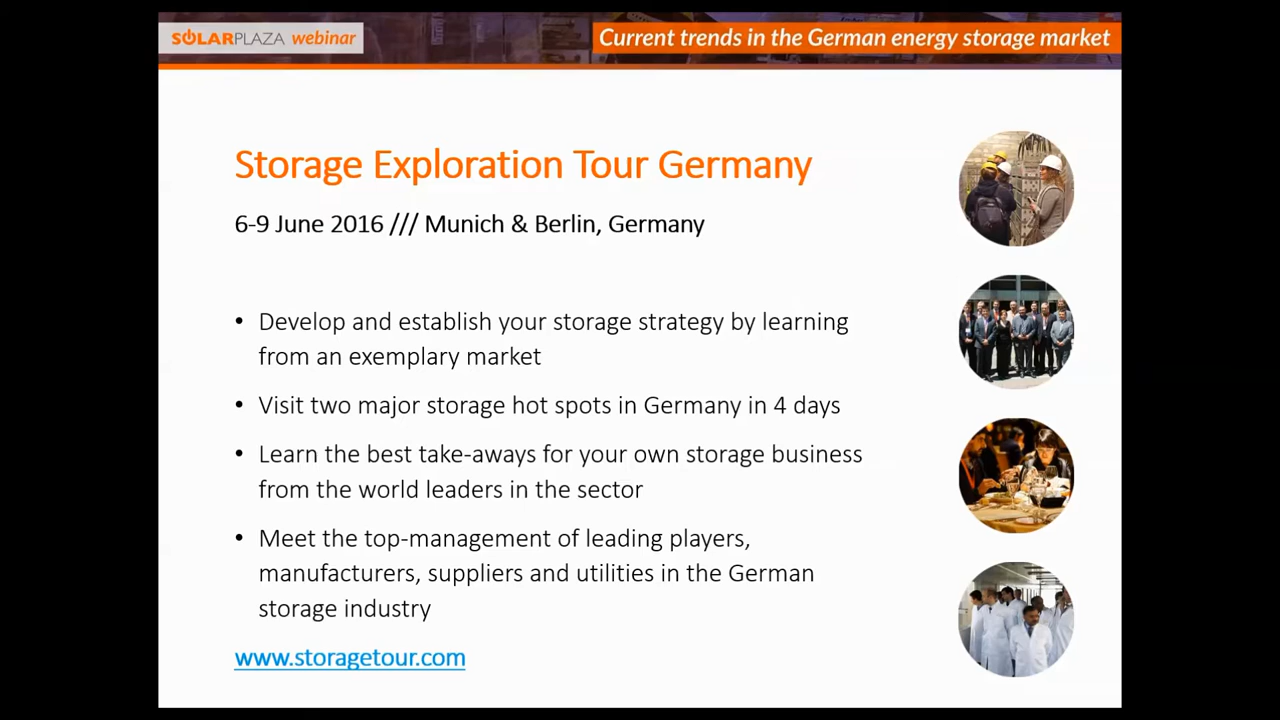 SOLARPLAZA webinar
Current trends in the German energy storage market
Storage Exploration Tour Germany
6-9 June 2016 /// Munich & Berlin, Germany
• Develop and establish your storage strategy by learning
from an exemplary market
• Visit two major storage hot spots in Germany in 4 days
• Learn the best take-aways for your own storage business
from the world leaders in the sector
• Meet the top-management of leading players,
manufacturers, suppliers and utilities in the German
storage industry
www.storagetour.com